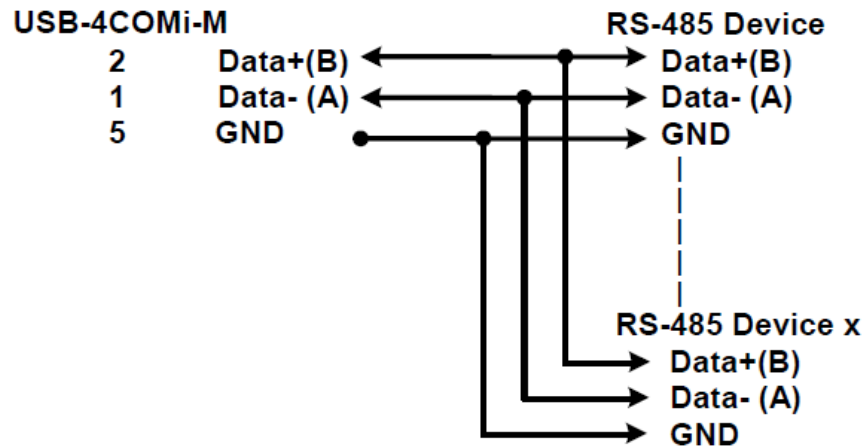 USB-4COMi-M RS-485 Device
2 Data+(B) Data+(B)
1 Data- (A) Data- (A)
5 GND GND
RS-485 Device x
Data+(B)
Data- (A)
GND